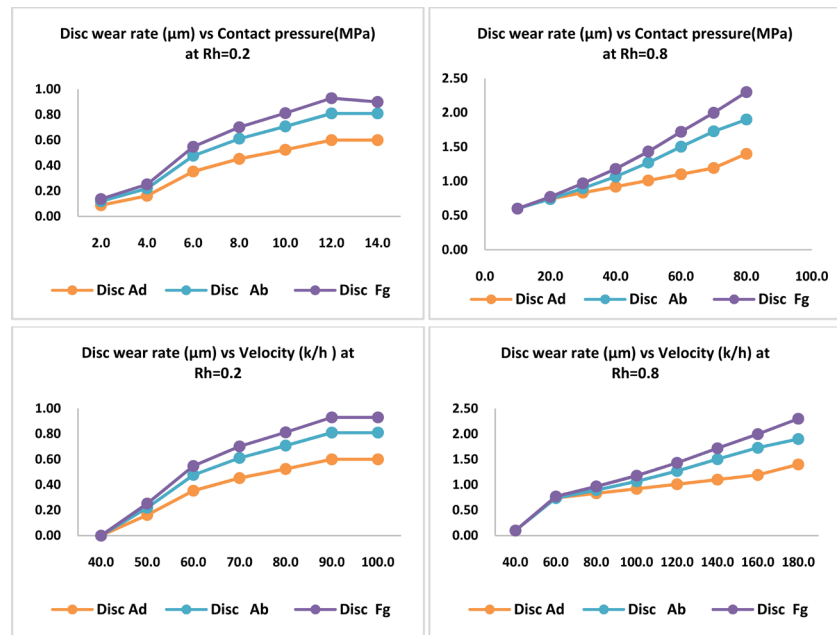 Disc wear rate (µm) vs Contact pressure(MPa)
at Rh=0.2
1.00
0.80
0.60
0.40
0.20
0.00
2.0 4.0 6.0 8.0 10.0 12.0 14.0
Disc Ad Disc Ab Disc Fg
Disc wear rate (µm) vs Contact pressure(MPa)
at Rh=0.8
2.50
2.00
1.50
1.00
0.50
0.00
0.0 20.0 40.0 60.0 80.0 100.0
Disc Ad Disc Ab Disc Fg
Disc wear rate (µm) vs Velocity (k/h ) at
Rh=0.2
1.00
0.80
0.60
0.40
0.20
0.00
40.0 50.0 60.0 70.0 80.0 90.0 100.0
Disc Ad Disc Ab Disc Fg
Disc wear rate (µm) vs Velocity (k/h) at
Rh=0.8
2.50
2.00
1.50
1.00
0.50
0.00
40.0 60.0 80.0 100.0 120.0 140.0 160.0 180.0
Disc Ad Disc Ab Disc Fg